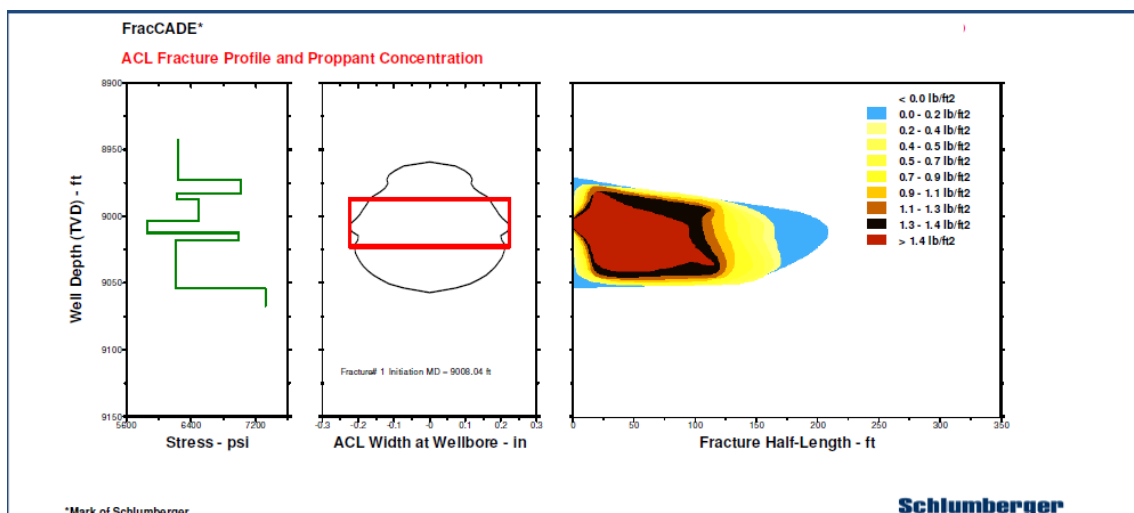 FracCADE*
ACL Fracture Profile and Proppant Concentration
Well Depth (TVD) - ft
8900
8950
9000
9050
9100
9150
5600
6400
7200
Stress - psi
-0.3
-0.2
-0.1
0
0.1
0.2
0.3
ACL Width at Wellbore - in
Fracture# 1 Initiation MD = 9008.04 ft
0
50
100
150
200
250
300
350
Fracture Half-Length - ft
< 0.0 lb/ft2
0.0 - 0.2 lb/ft2
0.2 - 0.4 lb/ft2
0.4 - 0.5 lb/ft2
0.5 - 0.7 lb/ft2
0.7 - 0.9 lb/ft2
0.9 - 1.1 lb/ft2
1.1 - 1.3 lb/ft2
1.3 - 1.4 lb/ft2
> 1.4 lb/ft2
*Mark of Schlumberger
Schlumberger